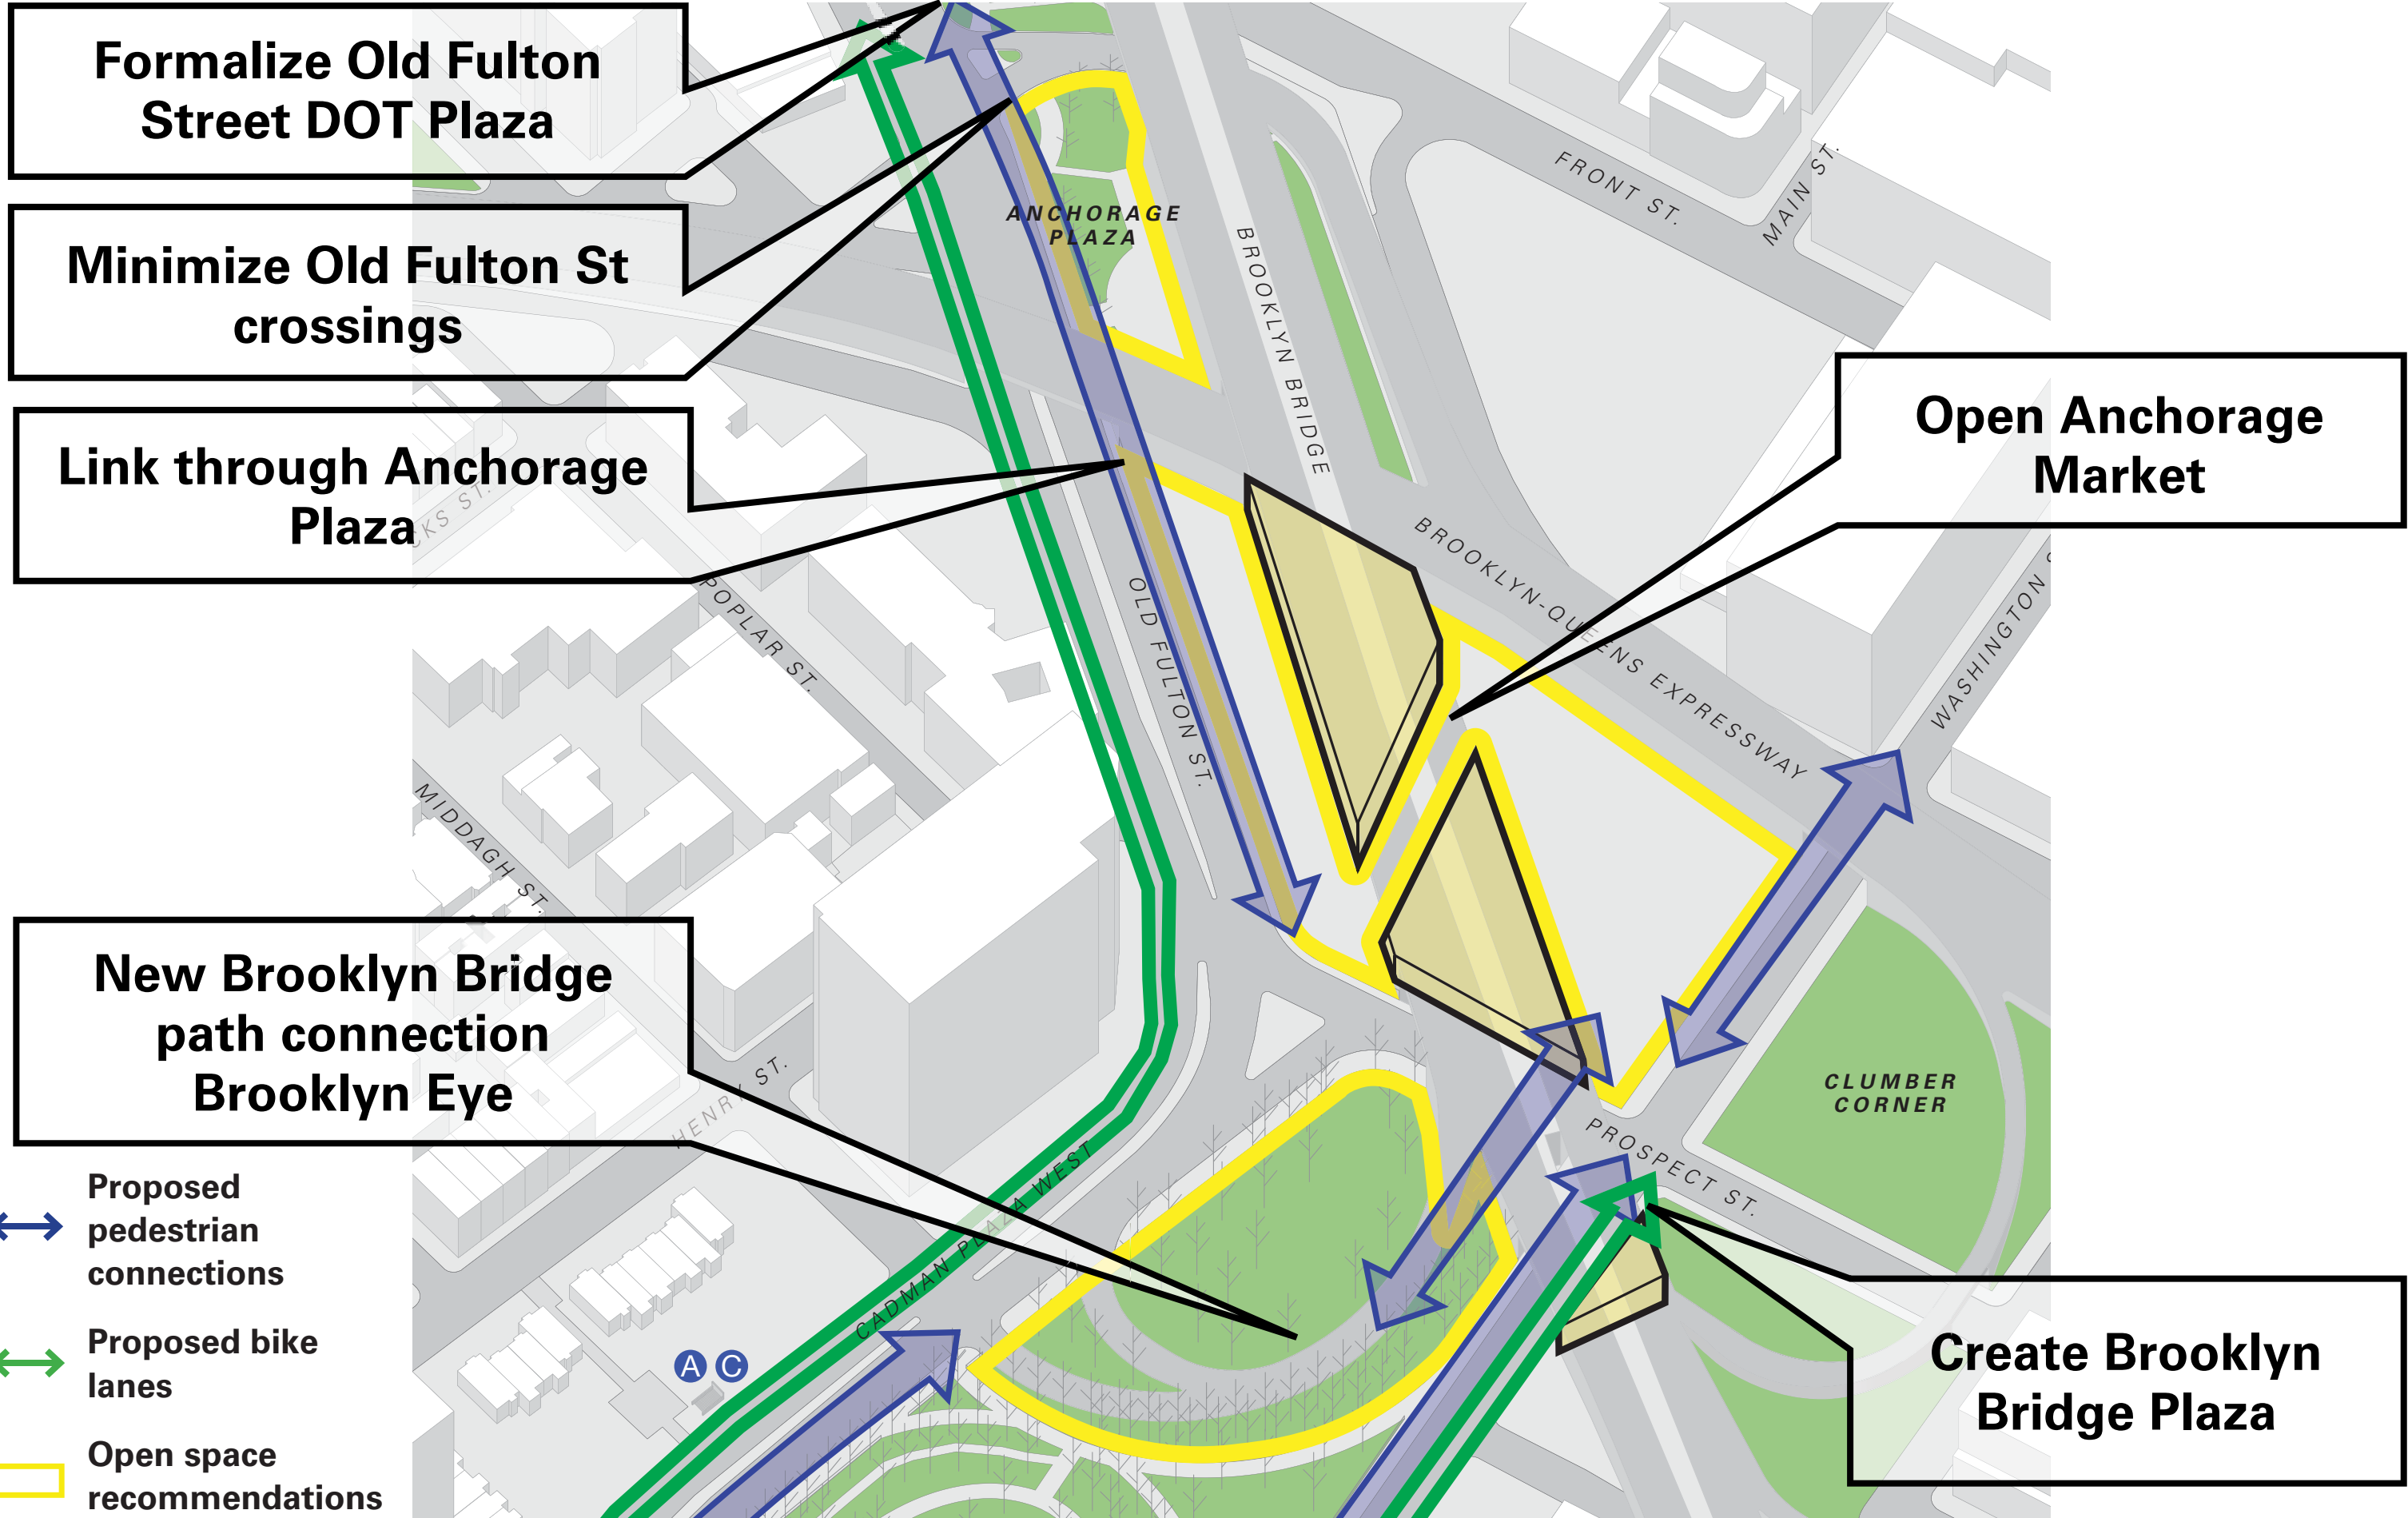 Formalize Old Fulton
Street DOT Plaza
Minimize Old Fulton St
crossings
Link through Anchorage
Plaza
New Brooklyn Bridge
path connection
Brooklyn Eye
Open Anchorage
Market
Create Brooklyn
Bridge Plaza
ANCHORAGE
PLAZA
BROOKLYN BRIDGE
FRONT ST.
MAIN ST.
BROOKLYN-QUEENS EXPRESSWAY
WASHINGTON
OLD FULTON ST.
CKS ST.
POPLAR ST.
MIDDAGH ST.
HENRY ST.
CADMAN PLAZA WEST
PROSPECT ST.
CLUMBER
CORNER
A C
Proposed
pedestrian
connections
Proposed bike
lanes
Open space
recommendations